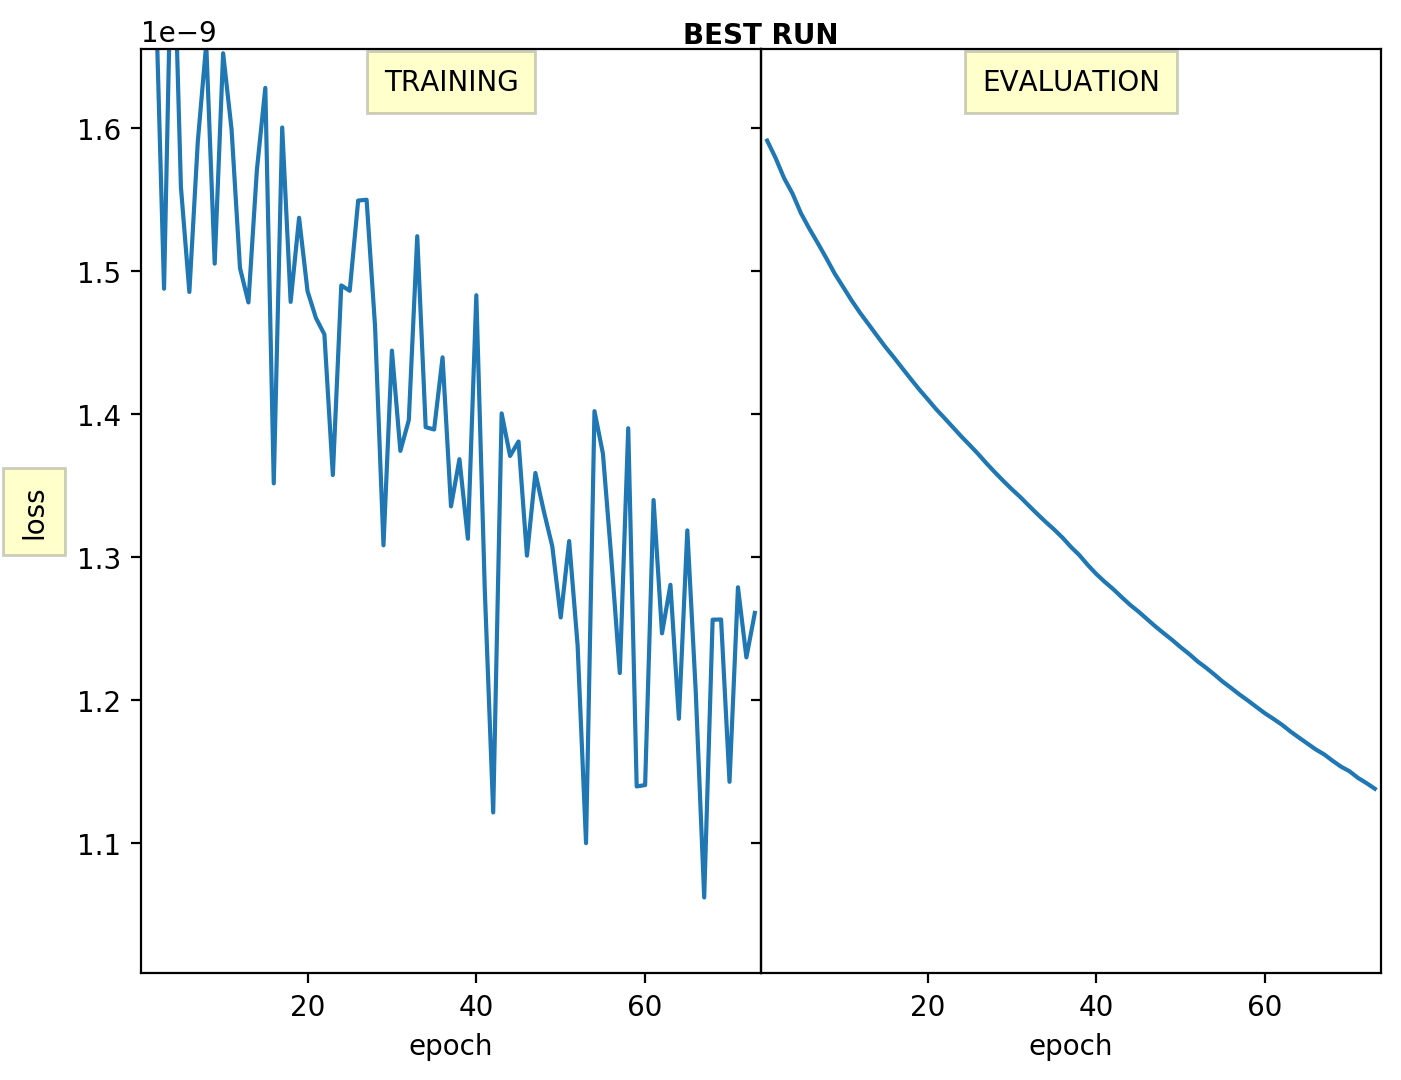 1e−9
BEST RUN
TRAINING
EVALUATION
1.6
1.5
1.4
1.3
1.2
1.1
loss
20
40
60
20
40
60
epoch
epoch